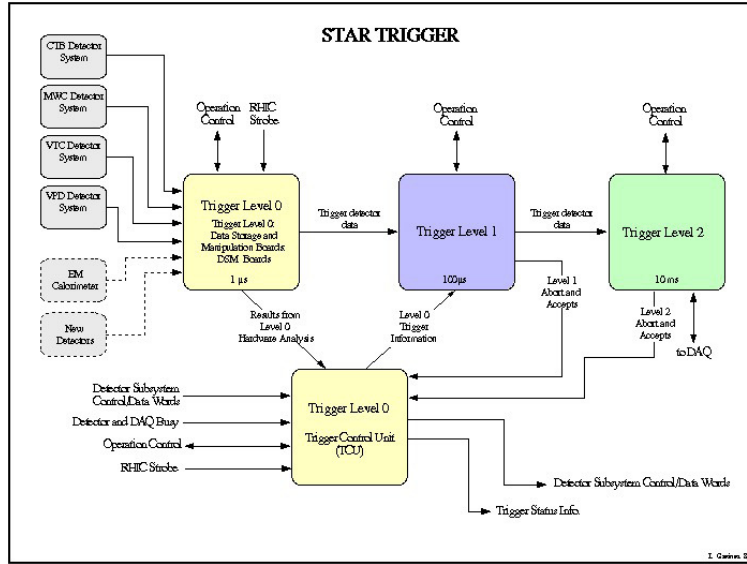 STAR TRIGGER
CTB Detector
System
MWC Detector
System
VTC Detector
System
VPD Detector
System
EM
Calorimeter
New
Detectors
Operation
Control
RHIC
Strobe
Trigger Level 0
Trigger Level 0:
Data Storage and
Manipulation Boards
DSM Boards
1 µs
Trigger detector
data
Operation
Control
Trigger Level 1
100µs
Trigger detector
data
Operation
Control
Trigger Level 2
10 ms
Results from
Level 0
Hardware Analysis
Level 0
Trigger
Information
Level 1
Abort and
Accepts
Level 2
Abort and
Accepts
to DAQ
Detector Subsystem
Control/Data Words
Detector and DAQ Busy
Operation Control
RHIC Strobe
Trigger Level 0
Trigger Control Unit
(TCU)
Detector Subsystem Control/Data Words
Trigger Status Info.